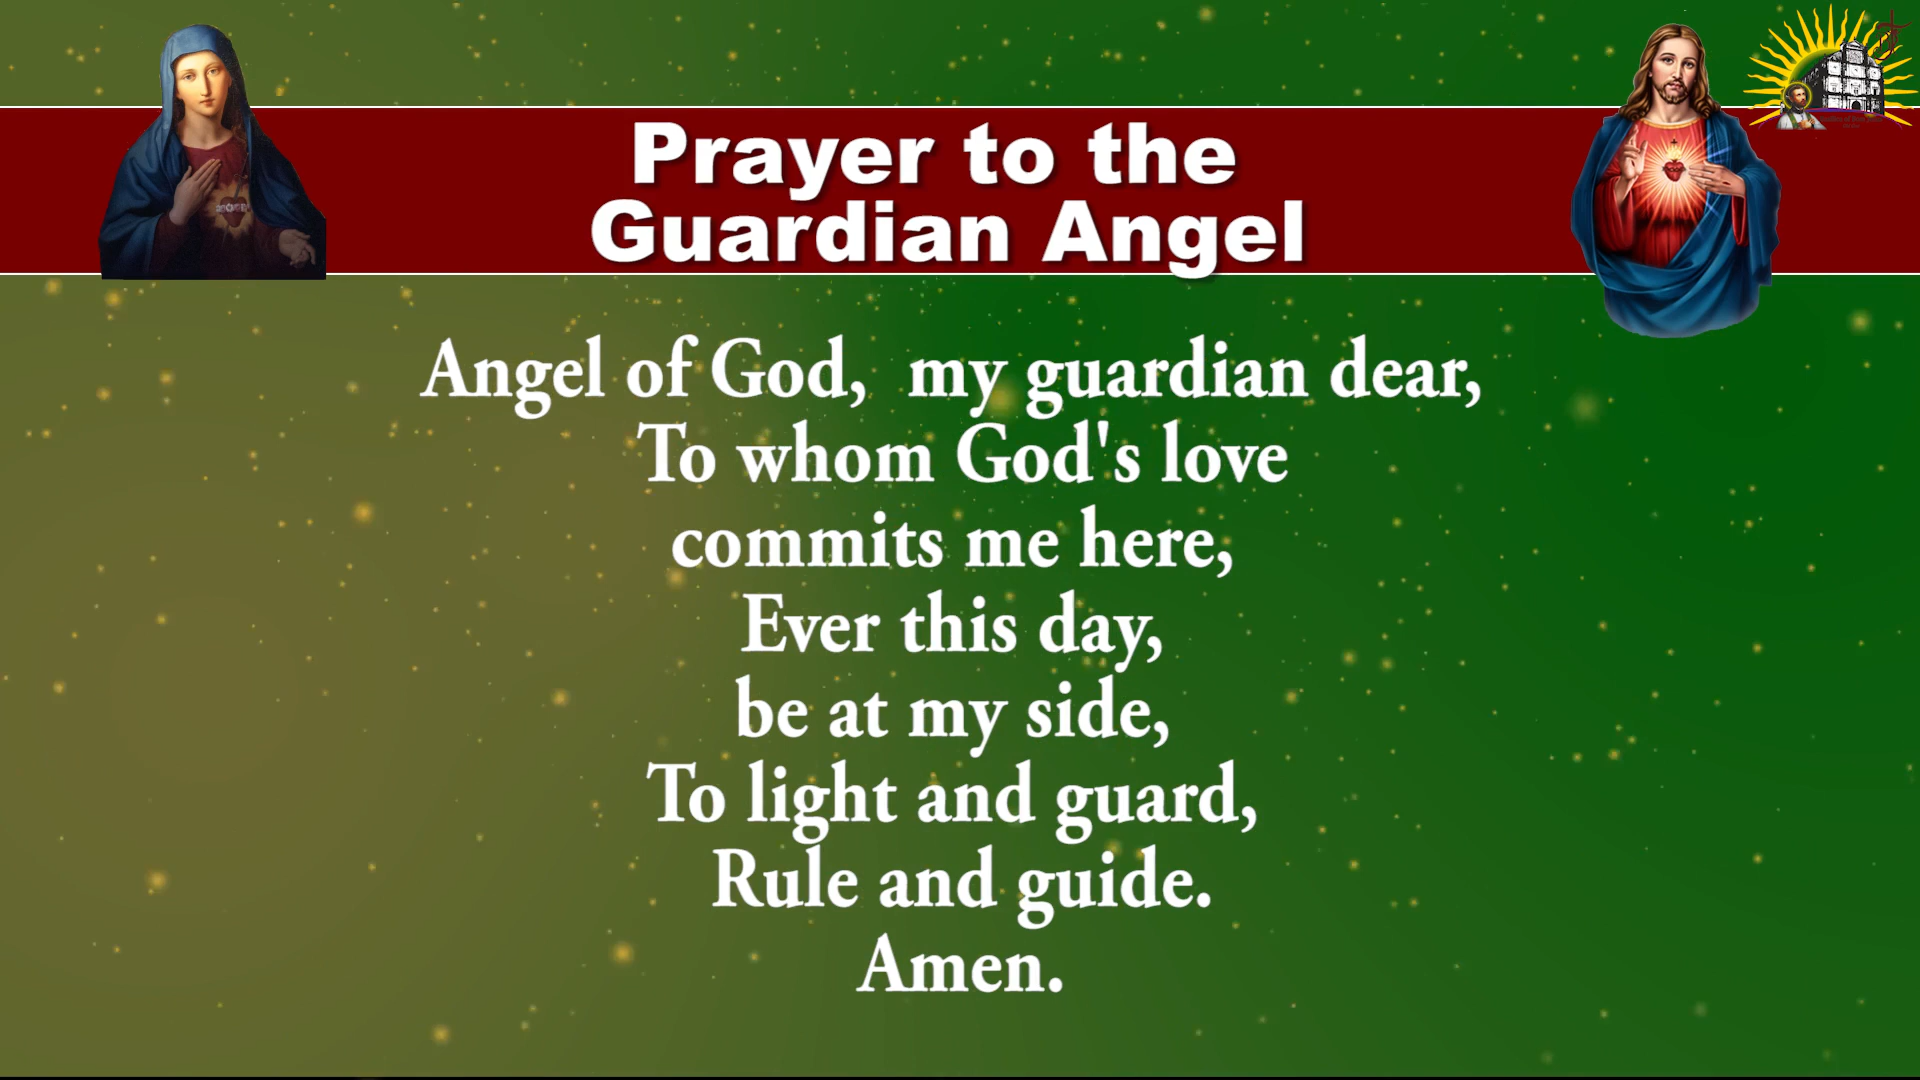 Prayer to the
Guardian Angel
Angel of God, my guardian dear,
To whom God's love
commits me here,
Ever this day,
be at my side,
To light and guard,
Rule and guide.
Amen.